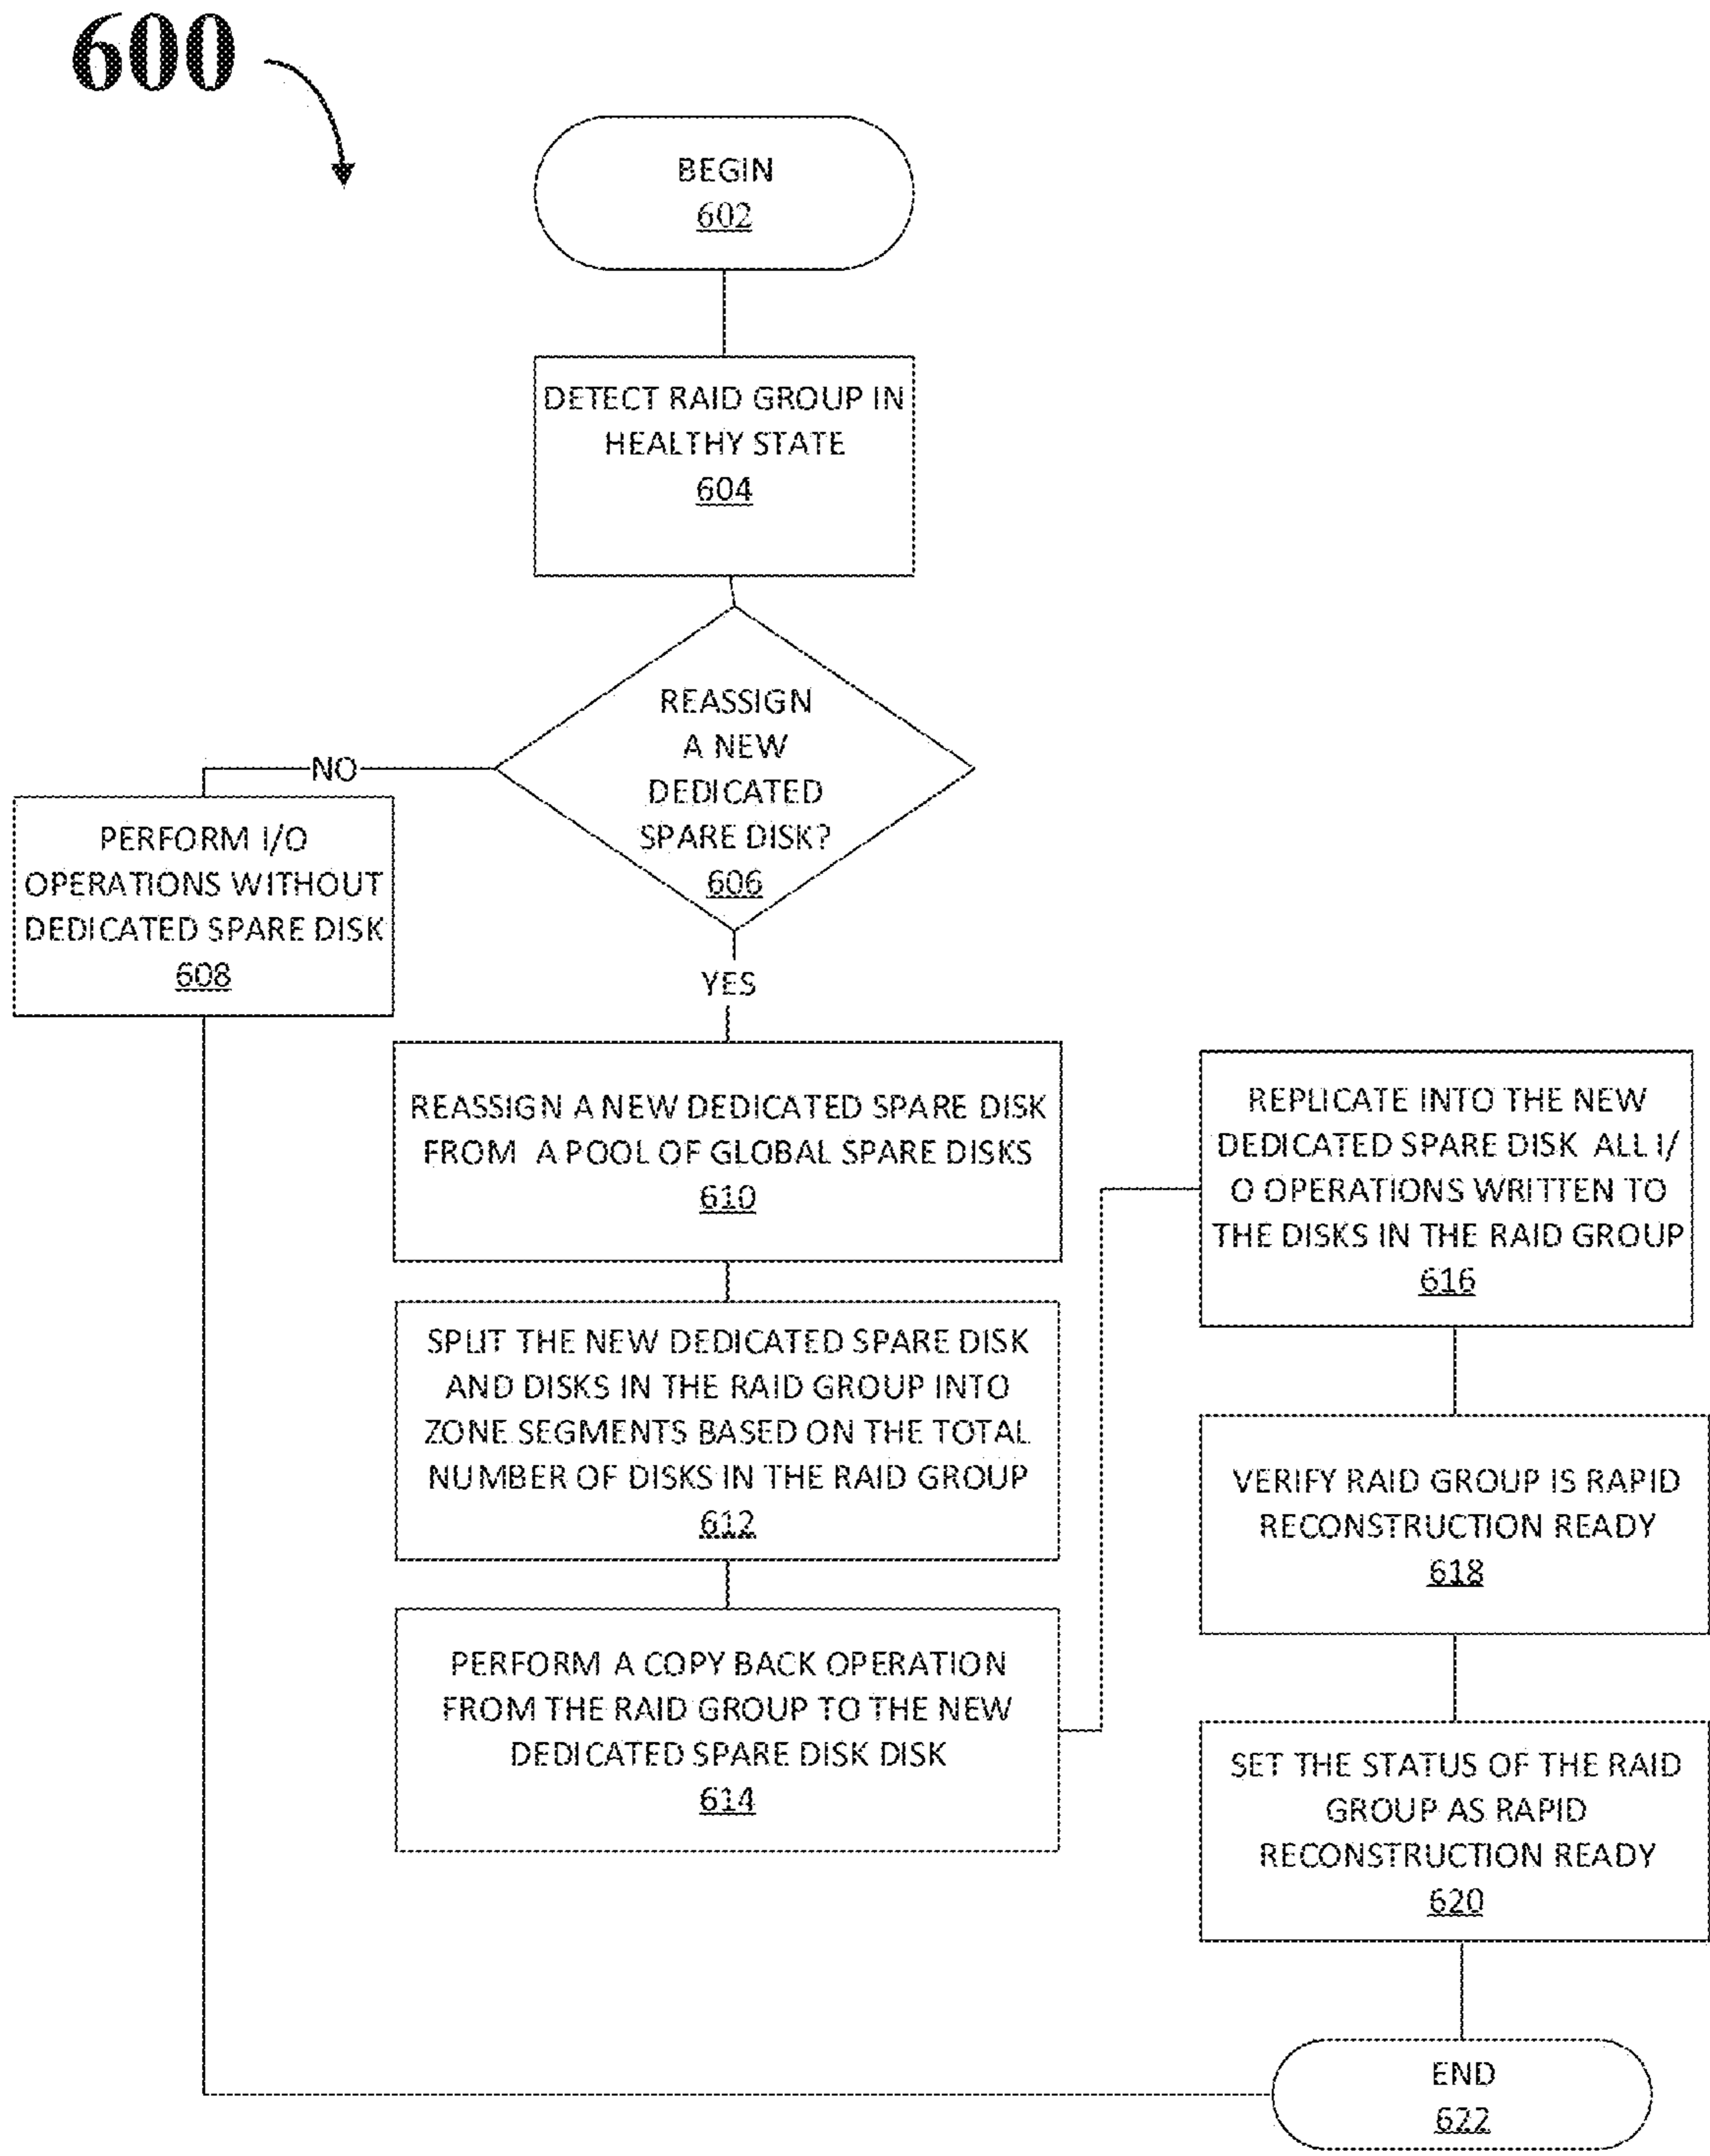 600
BEGIN
602
DETECT RAID GROUP IN
HEALTHY STATE
604
REASSIGN
A NEW
DEDICATED
SPARE DISK?
606
NO
PERFORM I/O
OPERATIONS WITHOUT
DEDICATED SPARE DISK
608
YES
REASSIGN A NEW DEDICATED SPARE DISK
FROM A POOL OF GLOBAL SPARE DISKS
610
SPLIT THE NEW DEDICATED SPARE DISK
AND DISKS IN THE RAID GROUP INTO
ZONE SEGMENTS BASED ON THE TOTAL
NUMBER OF DISKS IN THE RAID GROUP
612
PERFORM A COPY BACK OPERATION
FROM THE RAID GROUP TO THE NEW
DEDICATED SPARE DISK DISK
614
REPLICATE INTO THE NEW
DEDICATED SPARE DISK ALL I/
O OPERATIONS WRITTEN TO
THE DISKS IN THE RAID GROUP
616
VERIFY RAID GROUP IS RAPID
RECONSTRUCTION READY
618
SET THE STATUS OF THE RAID
GROUP AS RAPID
RECONSTRUCTION READY
620
END
622